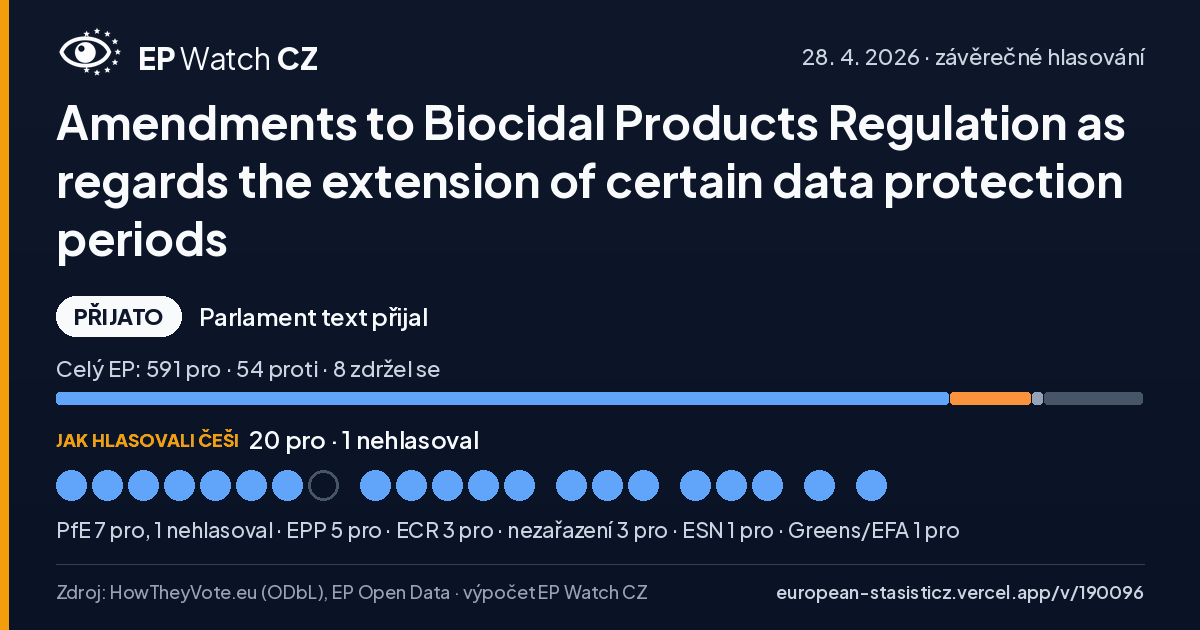 EP Watch CZ
28. 4. 2026 · závěrečné hlasování
Amendments to Biocidal Products Regulation as
regards the extension of certain data protection
periods
PŘIJATO Parlament text přijal
Celý EP: 591 pro · 54 proti · 8 zdržel se
JAK HLASOVALI ČEŠI 20 pro · 1 nehlasoval
PfE 7 pro, 1 nehlasoval · EPP 5 pro · ECR 3 pro · nezařazení 3 pro · ESN 1 pro · Greens/EFA 1 pro
Zdroj: HowTheyVote.eu (ODbL), EP Open Data · výpočet EP Watch CZ
european-stasisticz.vercel.app/v/190096